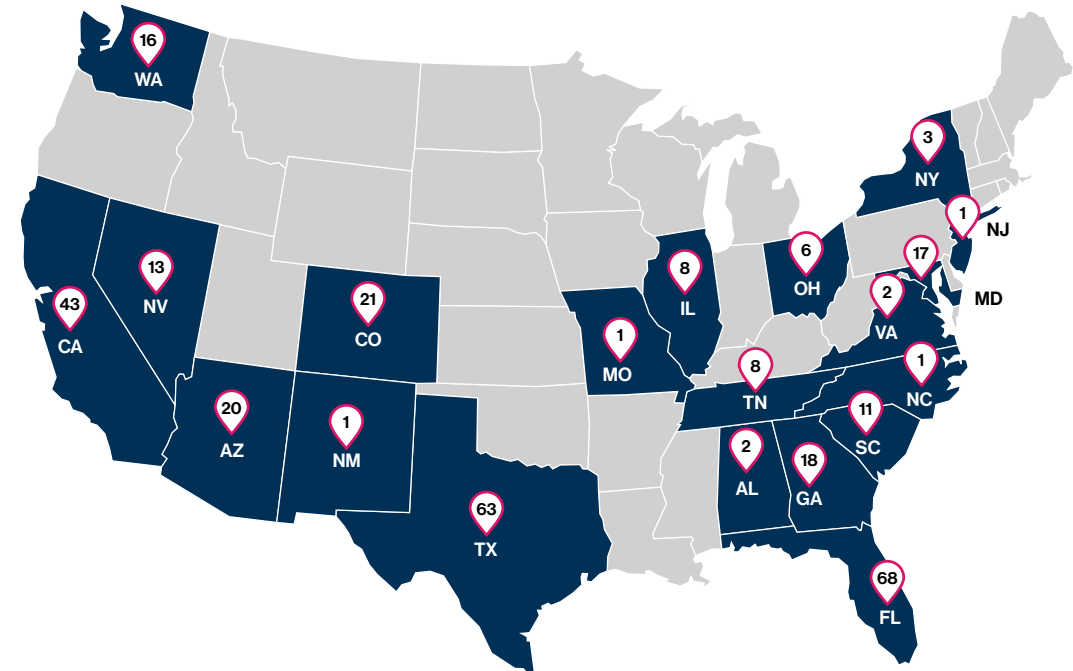 16
WA
3
NY
1
NJ
17
MD
6
OH
8
IL
13
NV
2
VA
21
CO
43
CA
1
MO
8
TN
1
NC
20
AZ
1
NM
11
SC
2
AL
18
GA
63
TX
68
FL